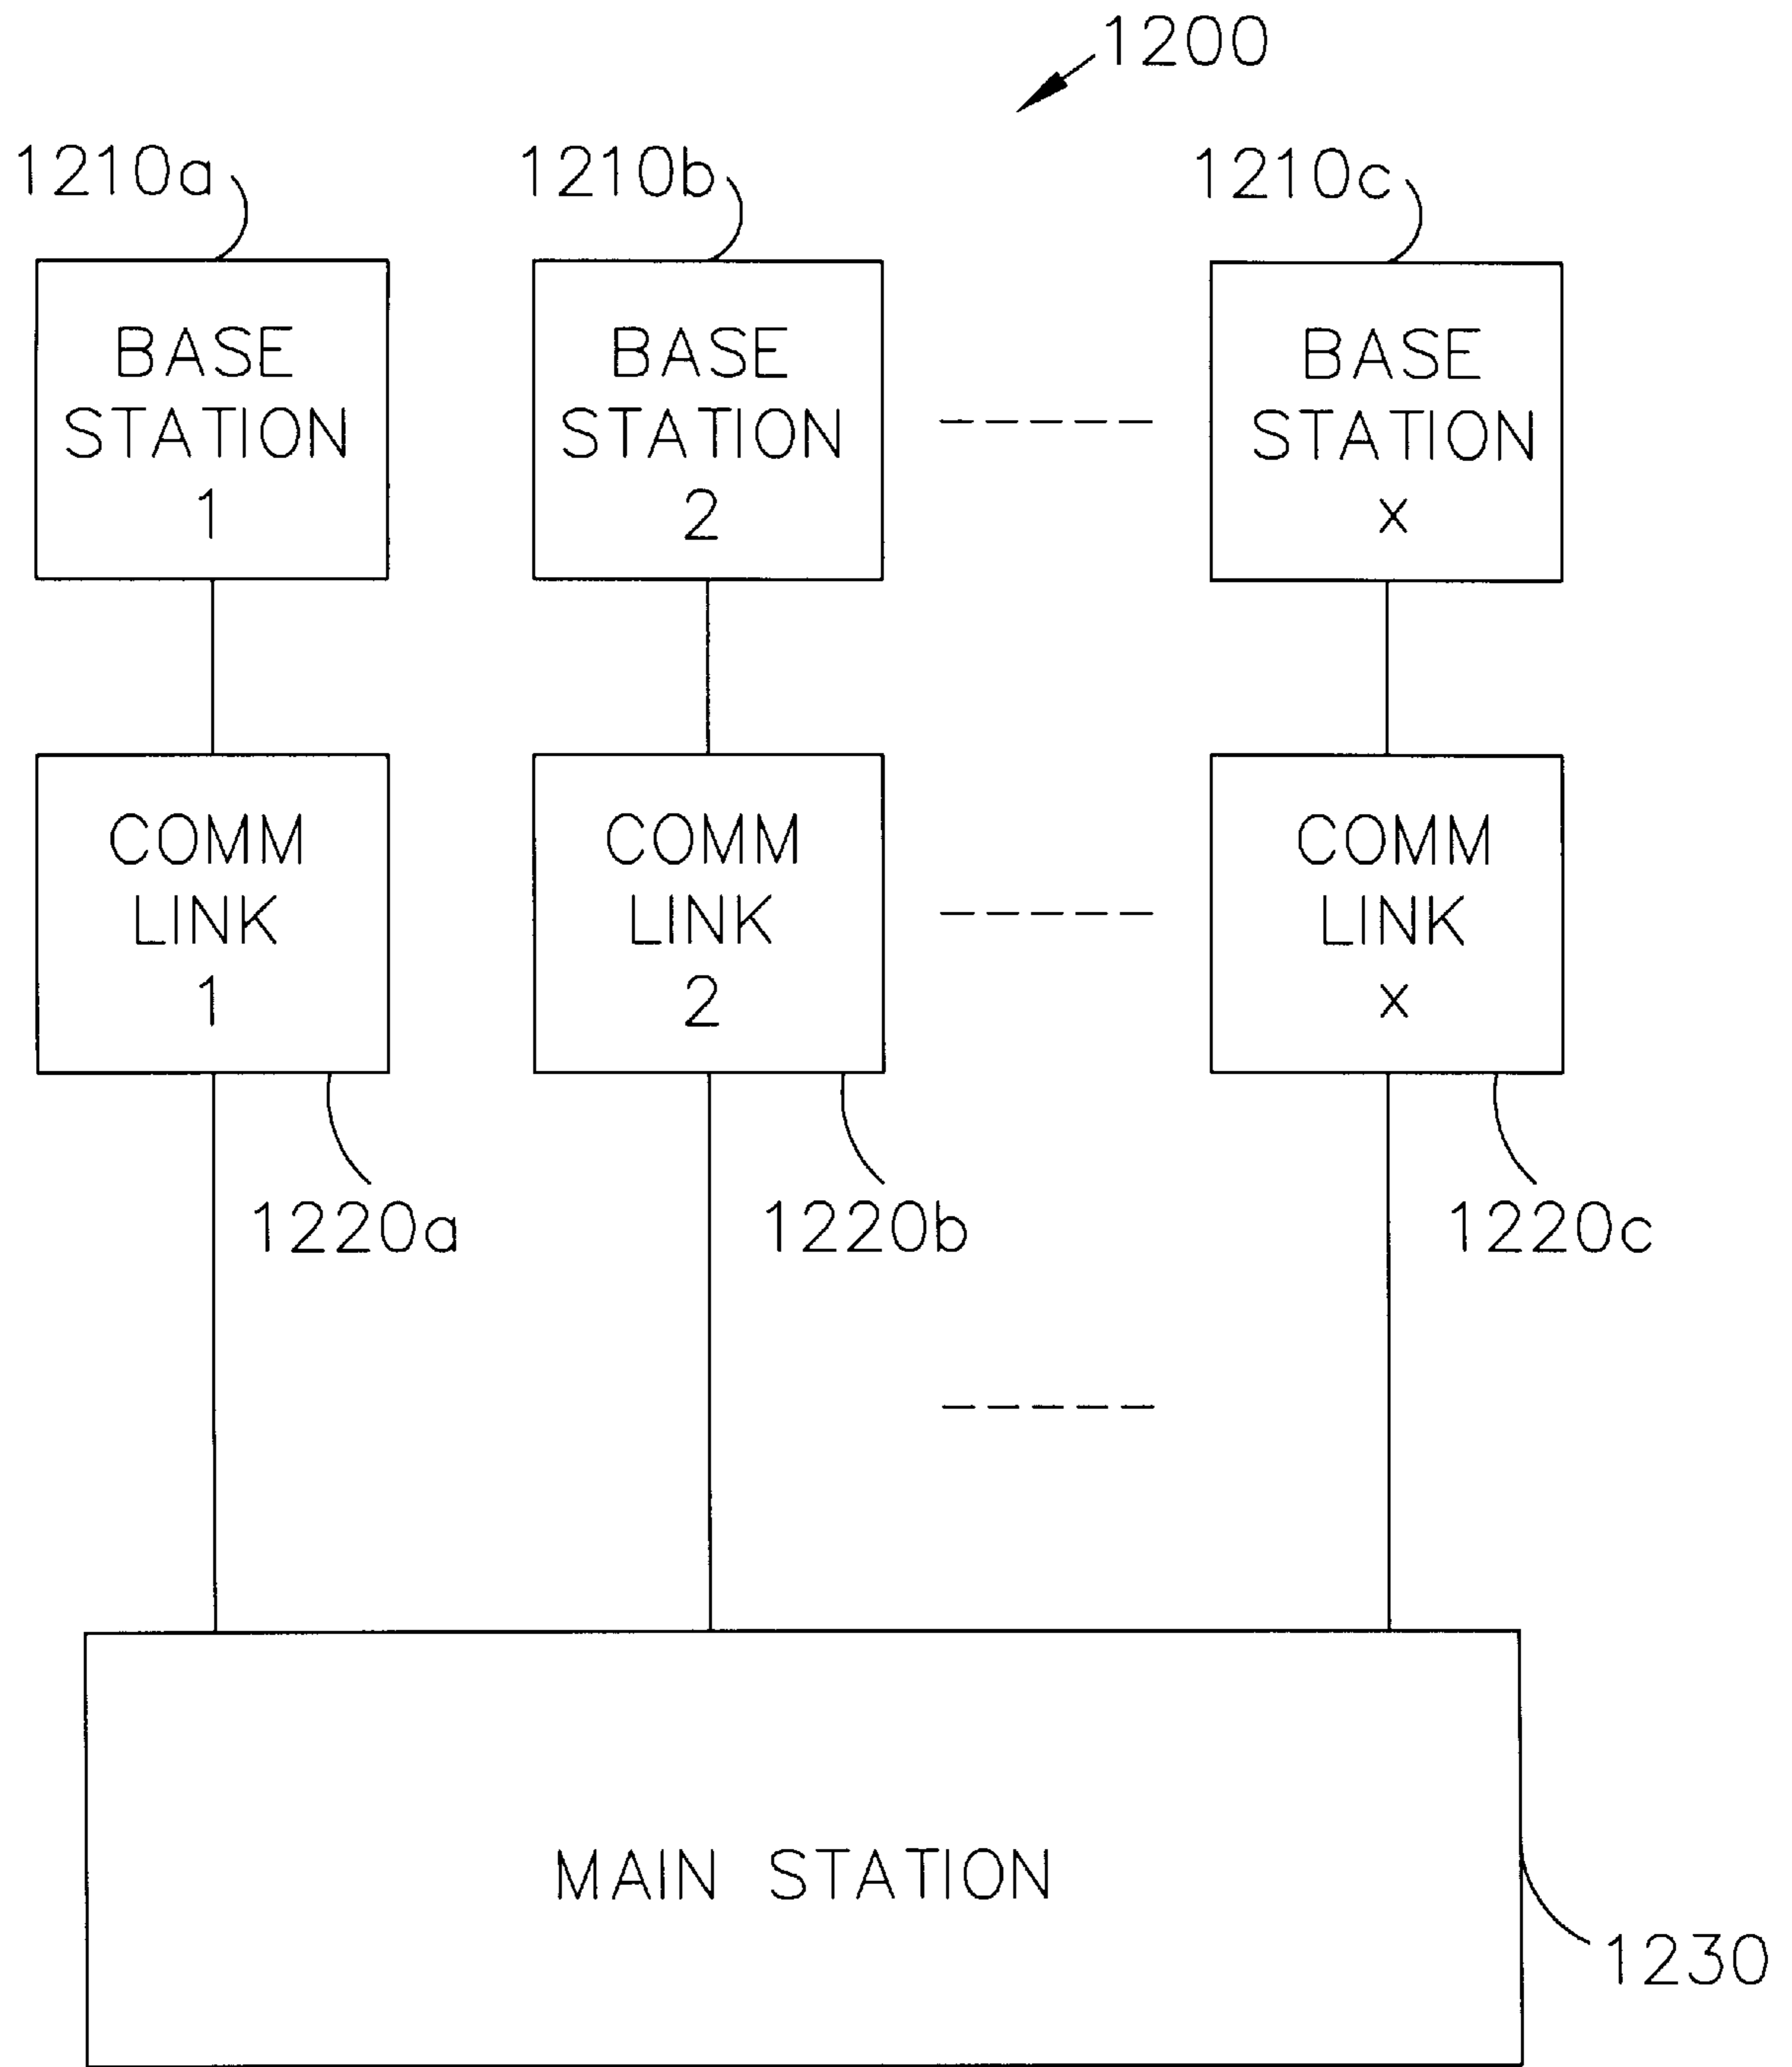 1200
1210a
1210b
1210c
BASE
STATION
1
BASE
STATION
2
BASE
STATION
x
COMM
LINK
1
COMM
LINK
2
COMM
LINK
x
1220a
1220b
1220c
MAIN STATION
1230